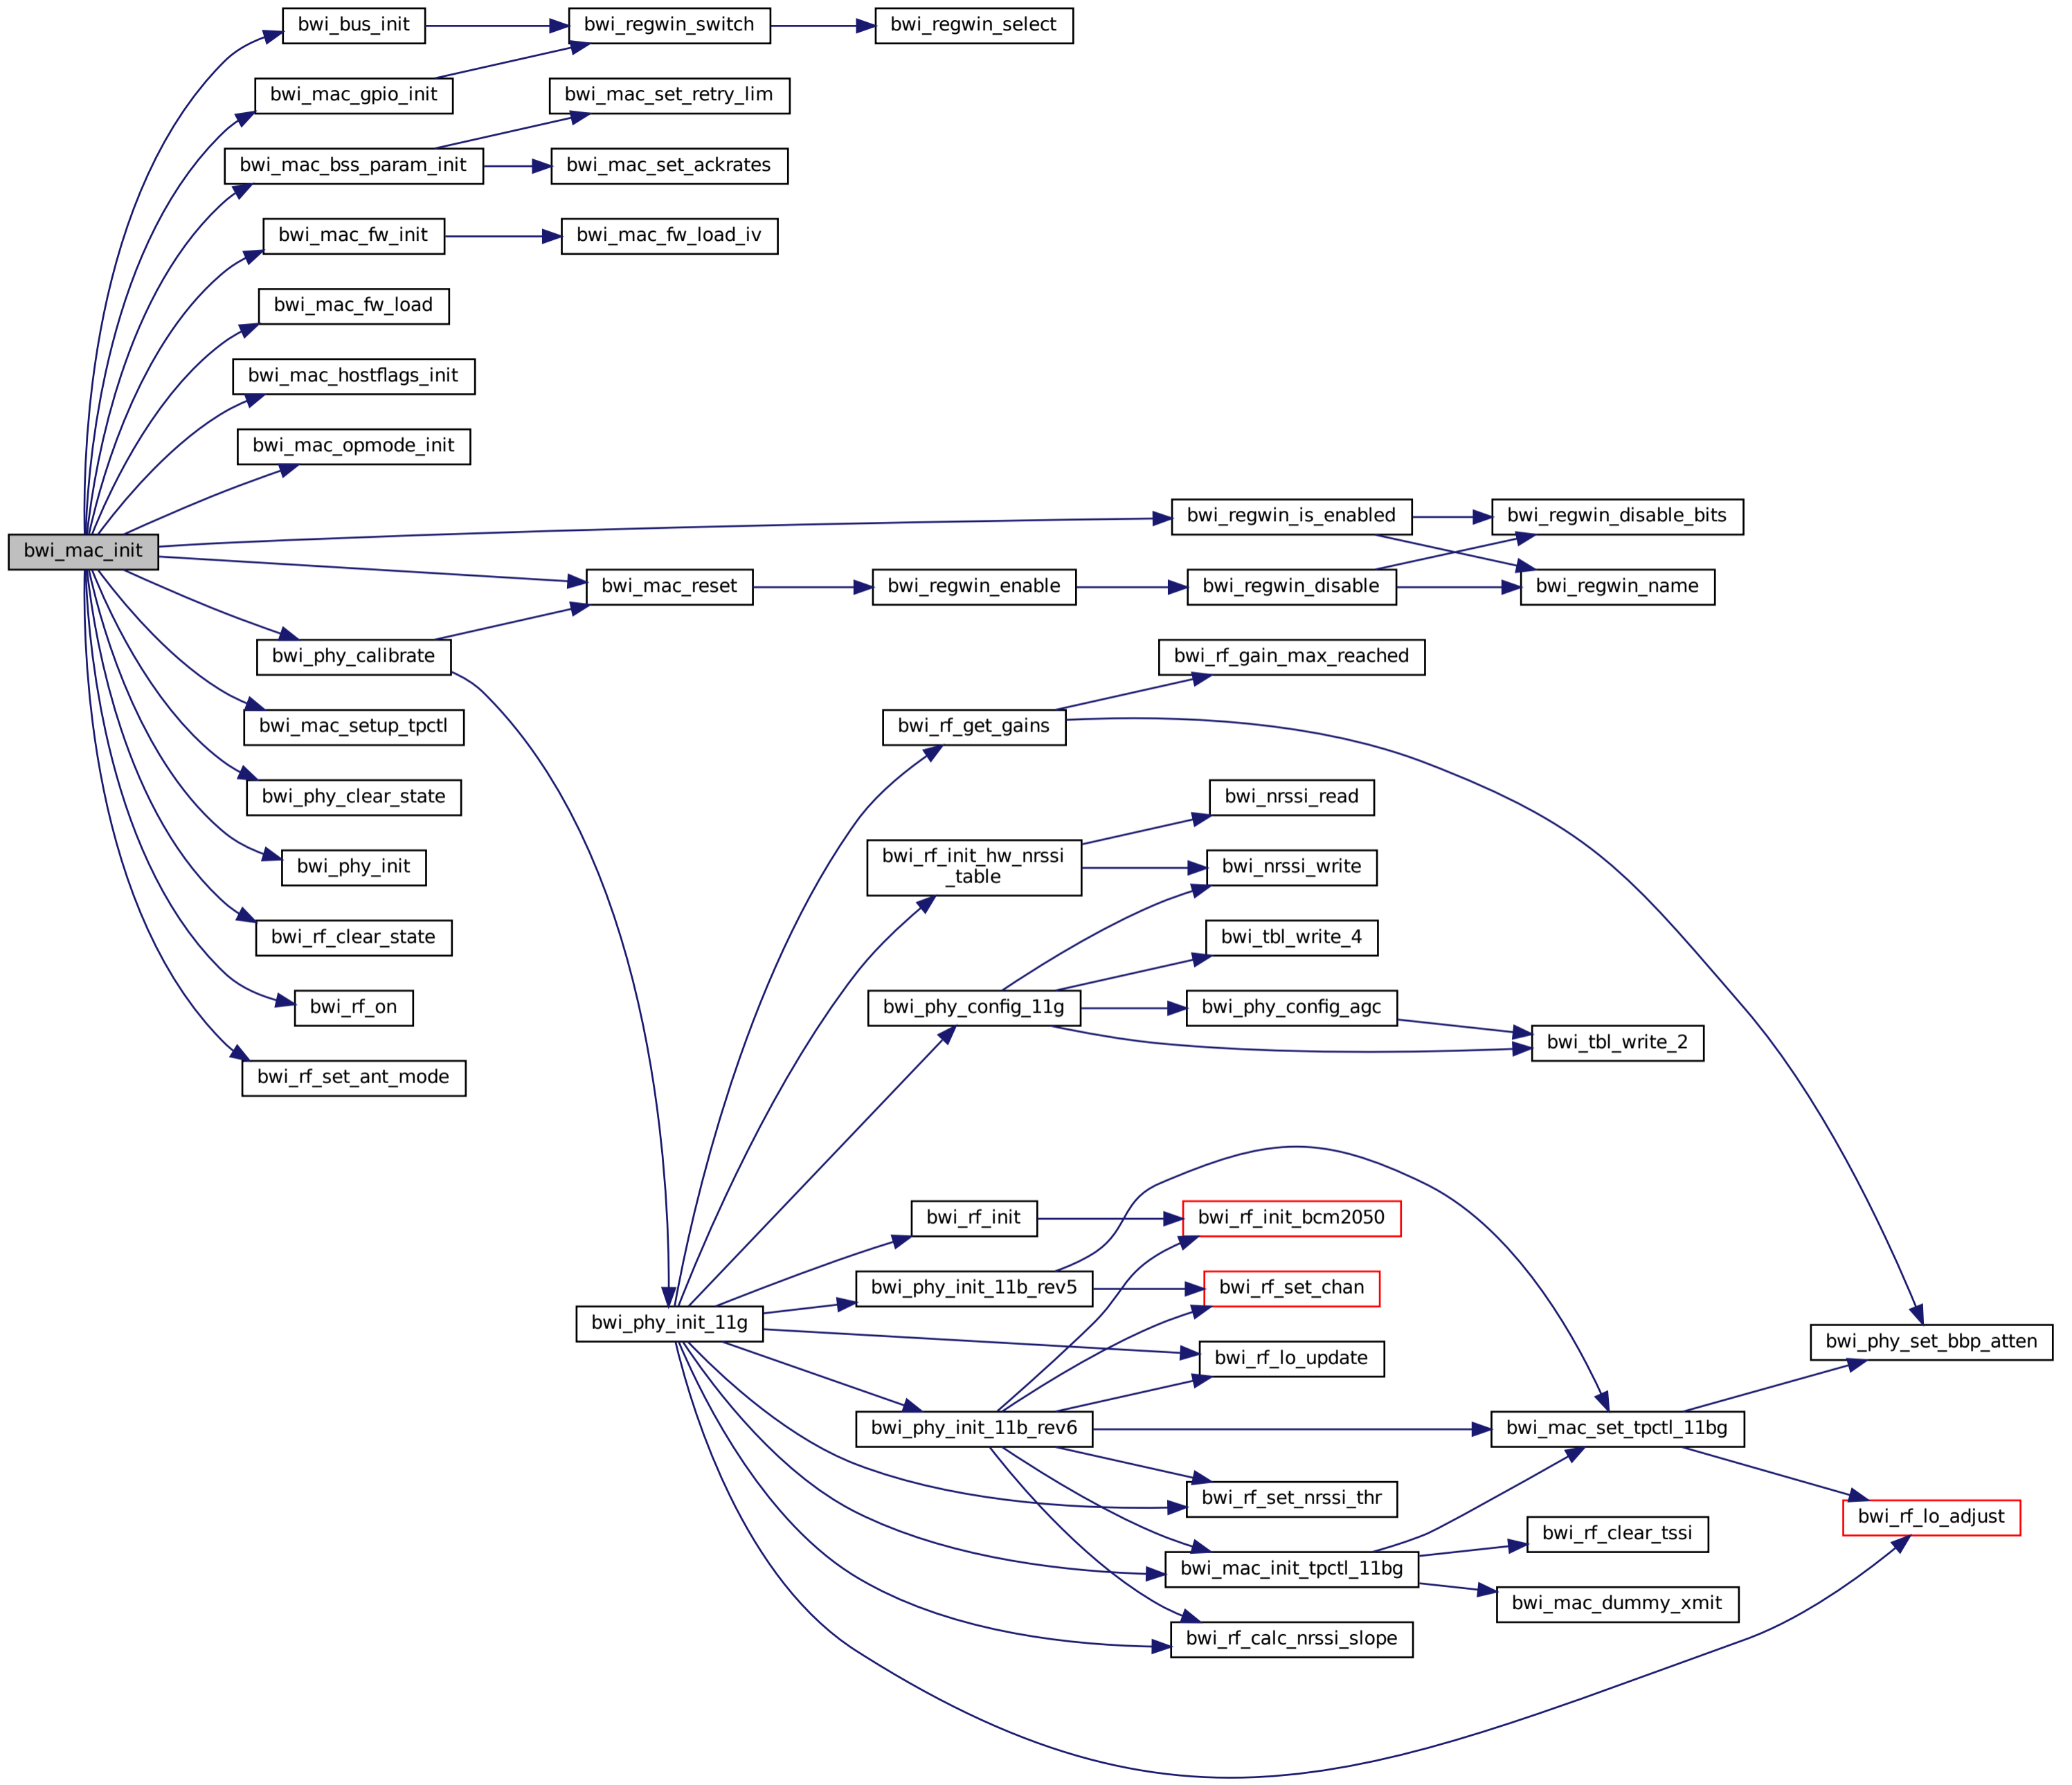 bwi_bus_init
bwi_regwin_switch
bwi_regwin_select
bwi_mac_gpio_init
bwi_mac_set_retry_lim
bwi_mac_bss_param_init
bwi_mac_set_ackrates
bwi_mac_fw_init
bwi_mac_fw_load_iv
bwi_mac_fw_load
bwi_mac_hostflags_init
bwi_mac_opmode_init
bwi_regwin_is_enabled
bwi_regwin_disable_bits
bwi_mac_init
bwi_mac_reset
bwi_regwin_enable
bwi_regwin_disable
bwi_regwin_name
bwi_phy_calibrate
bwi_rf_gain_max_reached
bwi_mac_setup_tpctl
bwi_rf_get_gains
bwi_phy_clear_state
bwi_nrssi_read
bwi_phy_init
bwi_rf_init_hw_nrssi
_table
bwi_nrssi_write
bwi_rf_clear_state
bwi_tbl_write_4
bwi_rf_on
bwi_phy_config_11g
bwi_phy_config_agc
bwi_tbl_write_2
bwi_rf_set_ant_mode
bwi_rf_init
bwi_rf_init_bcm2050
bwi_phy_init_11b_rev5
bwi_rf_set_chan
bwi_phy_init_11g
bwi_phy_set_bbp_atten
bwi_rf_lo_update
bwi_phy_init_11b_rev6
bwi_mac_set_tpctl_11bg
bwi_rf_set_nrssi_thr
bwi_rf_lo_adjust
bwi_rf_clear_tssi
bwi_mac_init_tpctl_11bg
bwi_mac_dummy_xmit
bwi_rf_calc_nrssi_slope